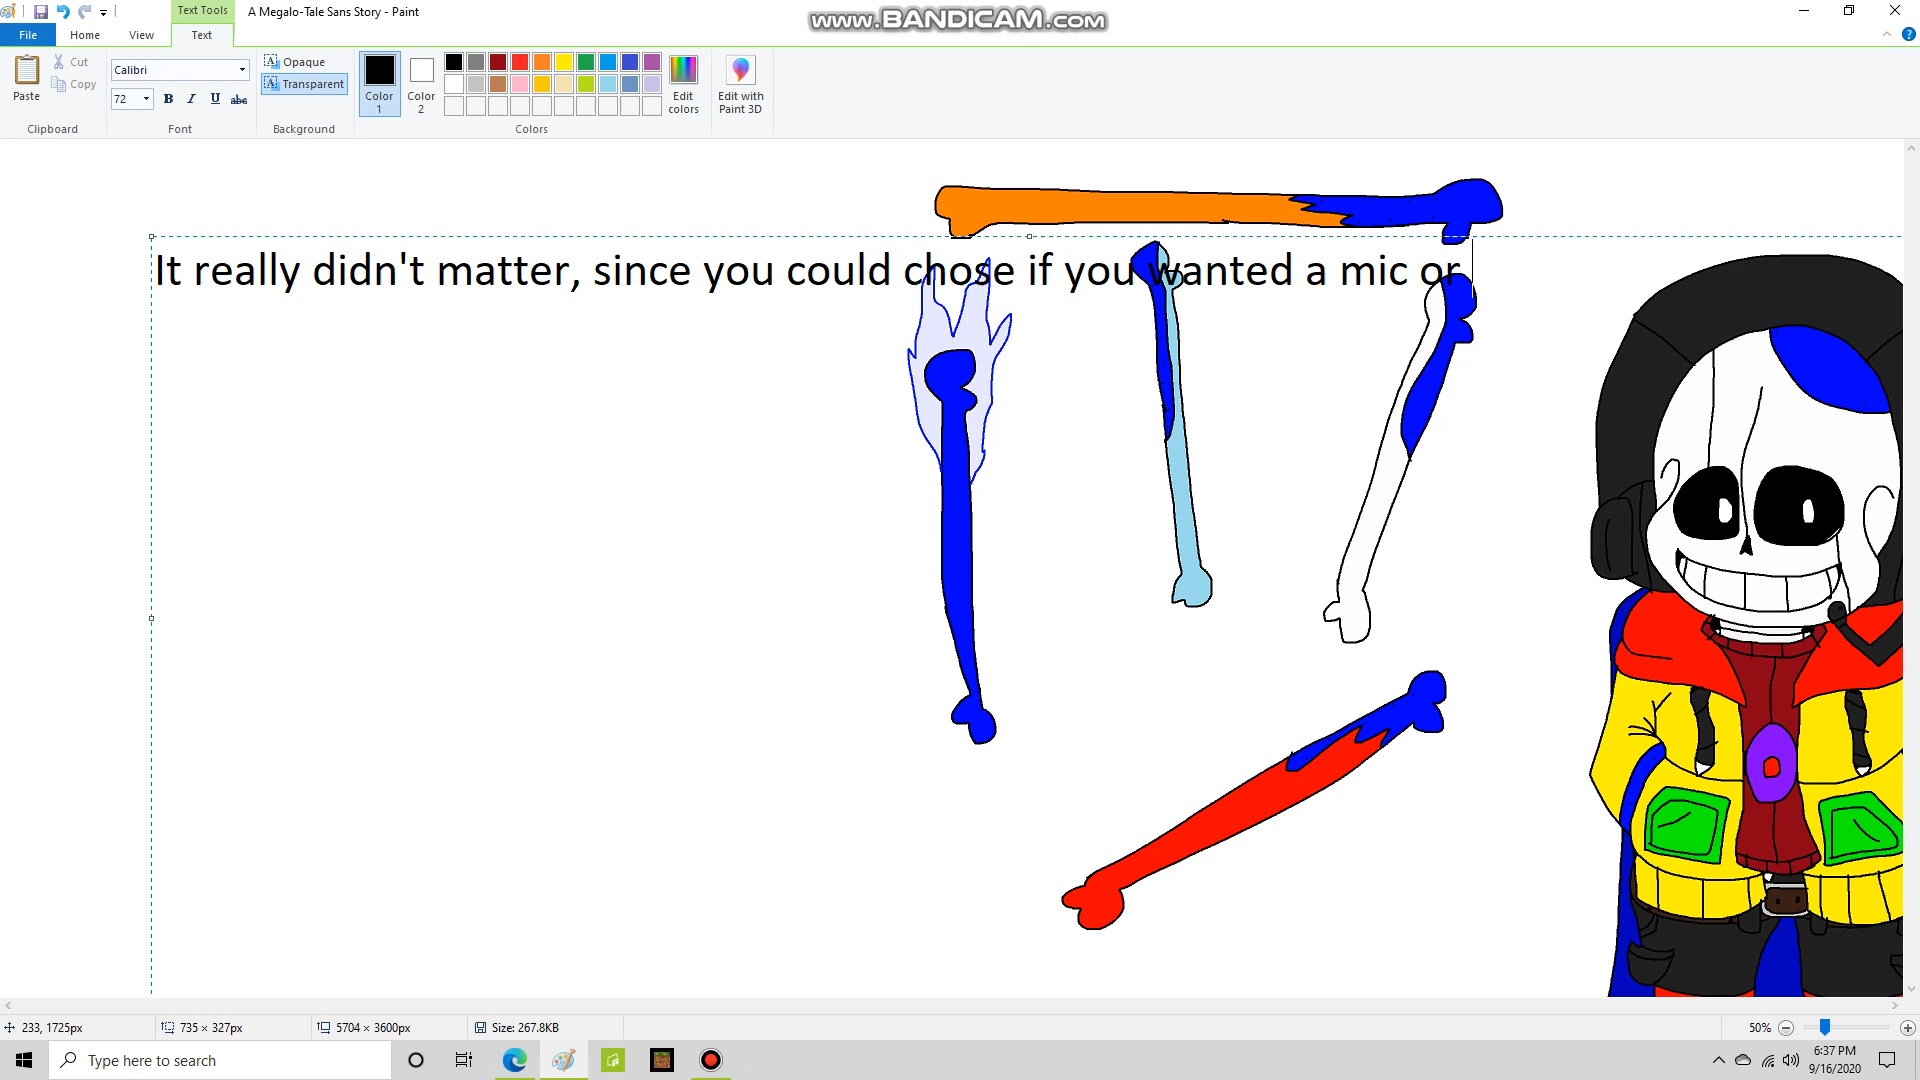 www.BANDICAM.com
Text Tools
A Megalo-Tale Sans Story - Paint
File
Home
View
Text
Paste
Cut
Copy
Clipboard
Calibri
72
B I U abc
Font
Opaque
Transparent
Background
Color
1
Color
2
Edit
colors
Colors
Edit with
Paint 3D
It really didn't matter, since you could chose if you wanted a mic or
233, 1725px
735 × 327px
5704 × 3600px
Size: 267.8KB
50%
Type here to search
6:37 PM
9/16/2020